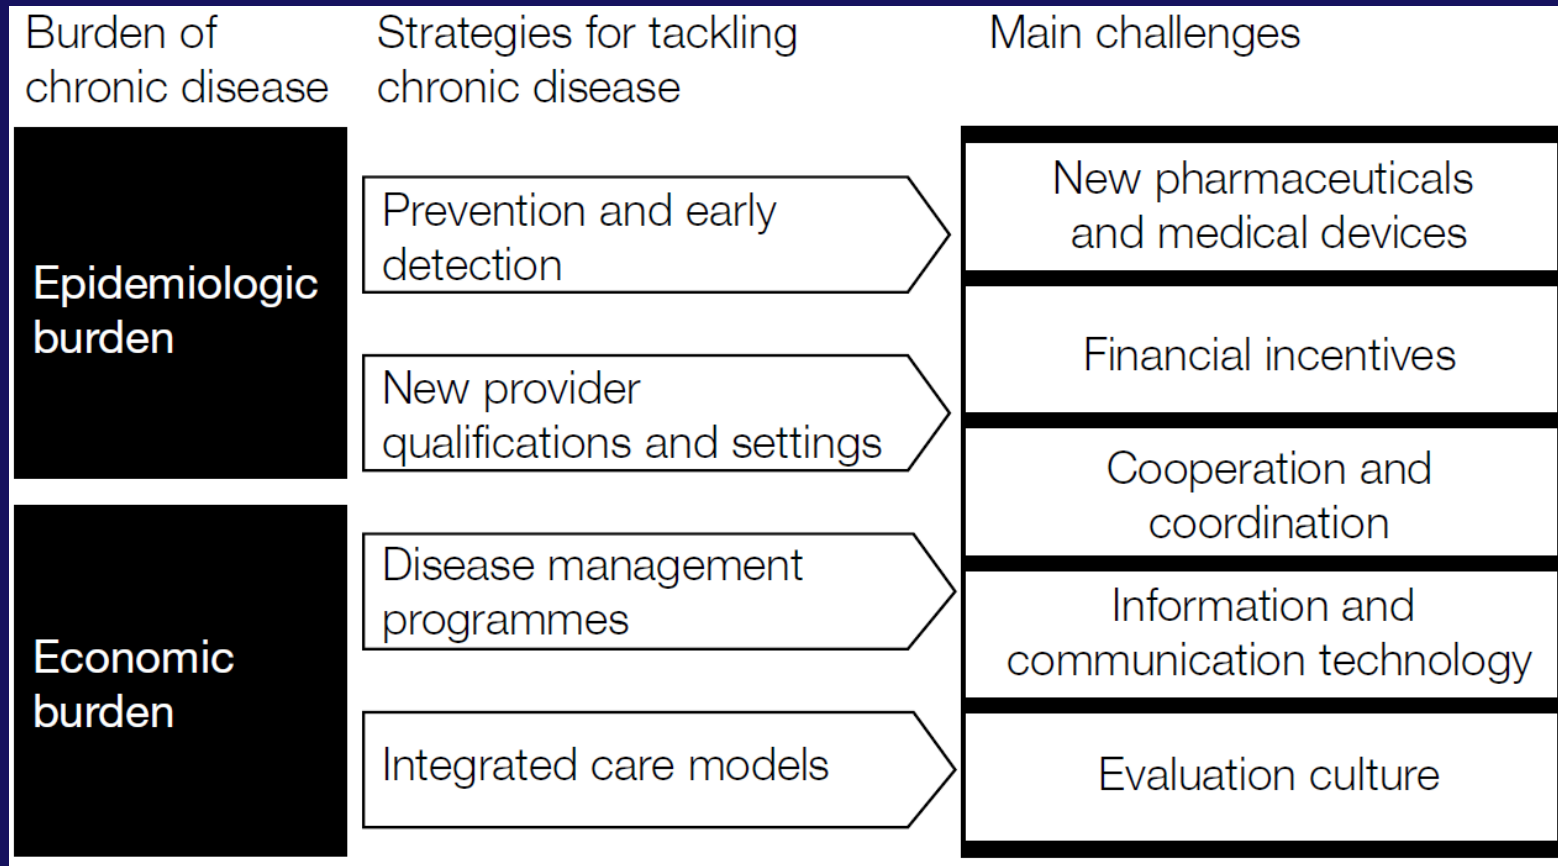 Burden of
chronic disease
Strategies for tackling
chronic disease
Main challenges
Epidemiologic
burden
Economic
burden
Prevention and early
detection
New provider
qualifications and settings
Disease management
programmes
Integrated care models
New pharmaceuticals
and medical devices
Financial incentives
Cooperation and
coordination
Information and
communication technology
Evaluation culture